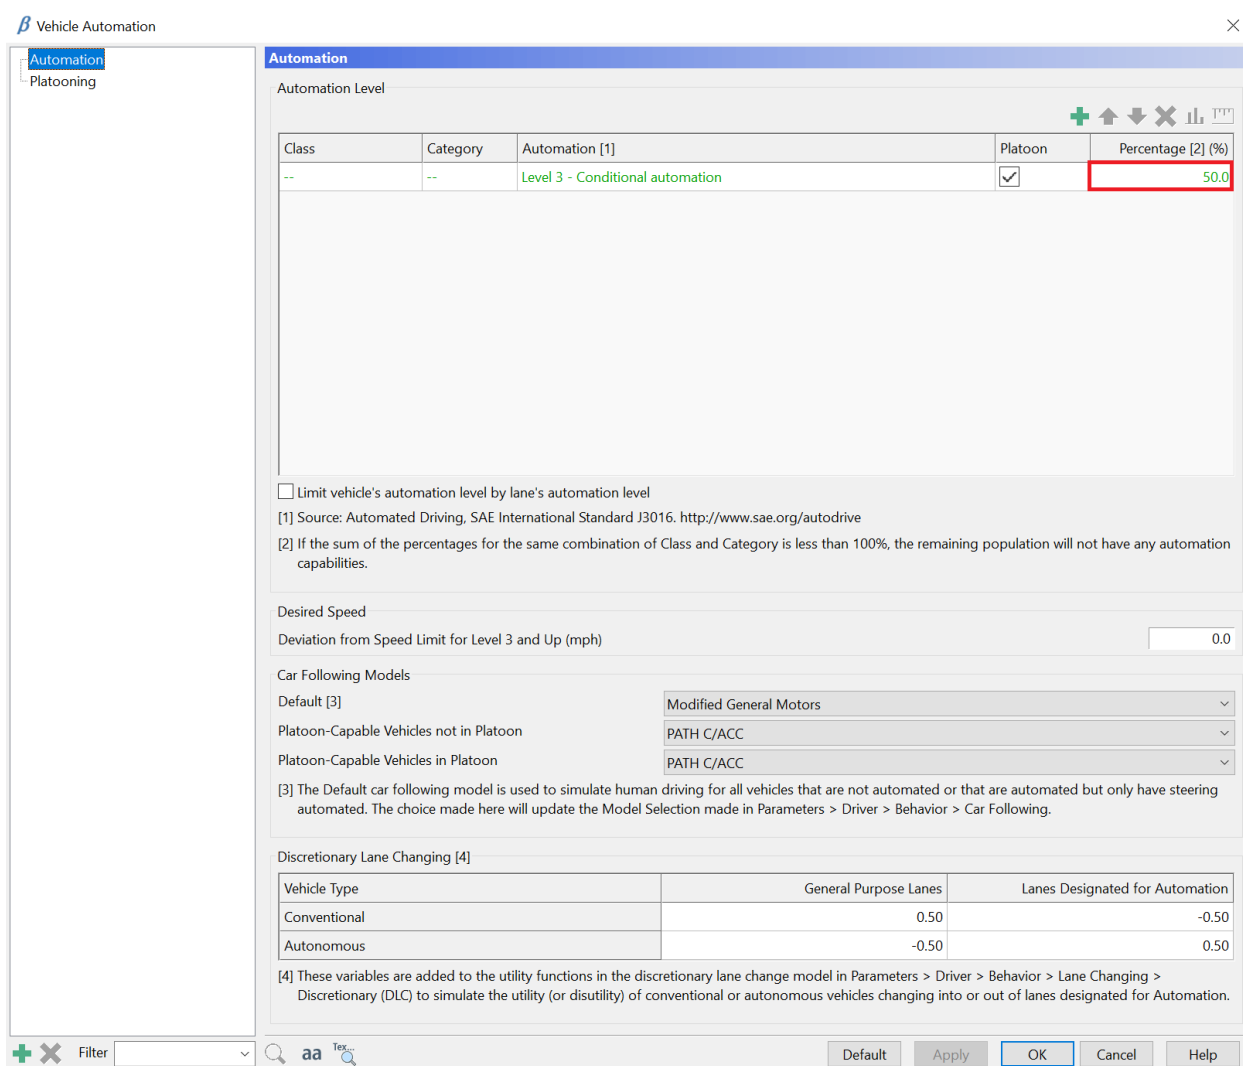 β Vehicle Automation
Automation
Platooning
Automation
Automation Level
Class Category Automation [1] Platoon Percentage [2] (%)
-- -- Level 3 - Conditional automation 50.0
Limit vehicle's automation level by lane's automation level
[1] Source: Automated Driving, SAE International Standard J3016. http://www.sae.org/autodrive
[2] If the sum of the percentages for the same combination of Class and Category is less than 100%, the remaining population will not have any automation
capabilities.
Desired Speed
Deviation from Speed Limit for Level 3 and Up (mph) 0.0
Car Following Models
Default [3] Modified General Motors
Platoon-Capable Vehicles not in Platoon PATH C/ACC
Platoon-Capable Vehicles in Platoon PATH C/ACC
[3] The Default car following model is used to simulate human driving for all vehicles that are not automated or that are automated but only have steering
automated. The choice made here will update the Model Selection made in Parameters > Driver > Behavior > Car Following.
Discretionary Lane Changing [4]
Vehicle Type General Purpose Lanes Lanes Designated for Automation
Conventional 0.50 -0.50
Autonomous -0.50 0.50
[4] These variables are added to the utility functions in the discretionary lane change model in Parameters > Driver > Behavior > Lane Changing >
Discretionary (DLC) to simulate the utility (or disutility) of conventional or autonomous vehicles changing into or out of lanes designated for Automation.
Filter aa Tex... Default Apply OK Cancel Help